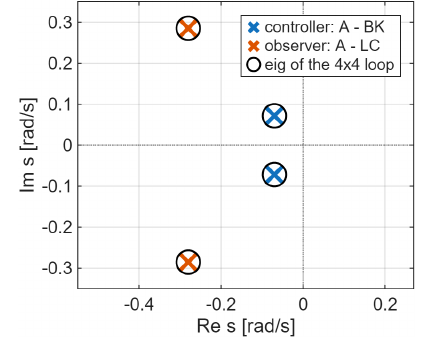 0.3
0.2
0.1
0
-0.1
-0.2
-0.3
Im s [rad/s]
controller: A - BK
observer: A - LC
eig of the 4x4 loop
-0.4
-0.2
0
0.2
Re s [rad/s]